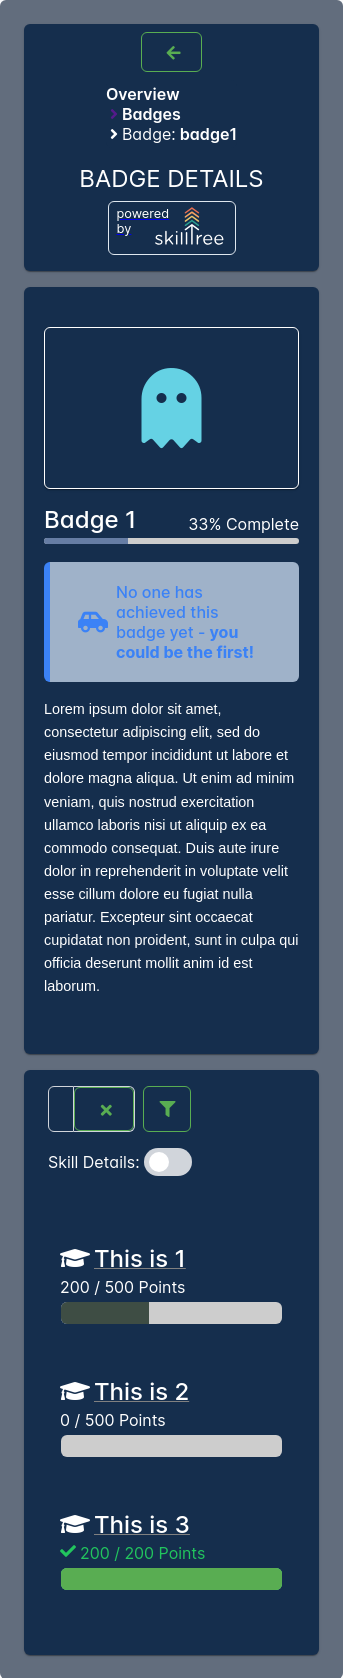 Overview
Badges
Badge: badge1
BADGE DETAILS
powered
by
skilltree
Badge 1
33% Complete
No one has
achieved this
badge yet - you
could be the first!
Lorem ipsum dolor sit amet,
consectetur adipiscing elit, sed do
eiusmod tempor incididunt ut labore et
dolore magna aliqua. Ut enim ad minim
veniam, quis nostrud exercitation
ullamco laboris nisi ut aliquip ex ea
commodo consequat. Duis aute irure
dolor in reprehenderit in voluptate velit
esse cillum dolore eu fugiat nulla
pariatur. Excepteur sint occaecat
cupidatat non proident, sunt in culpa qui
officia deserunt mollit anim id est
laborum.
Skill Details:
This is 1
200 / 500 Points
This is 2
0 / 500 Points
This is 3
200 / 200 Points